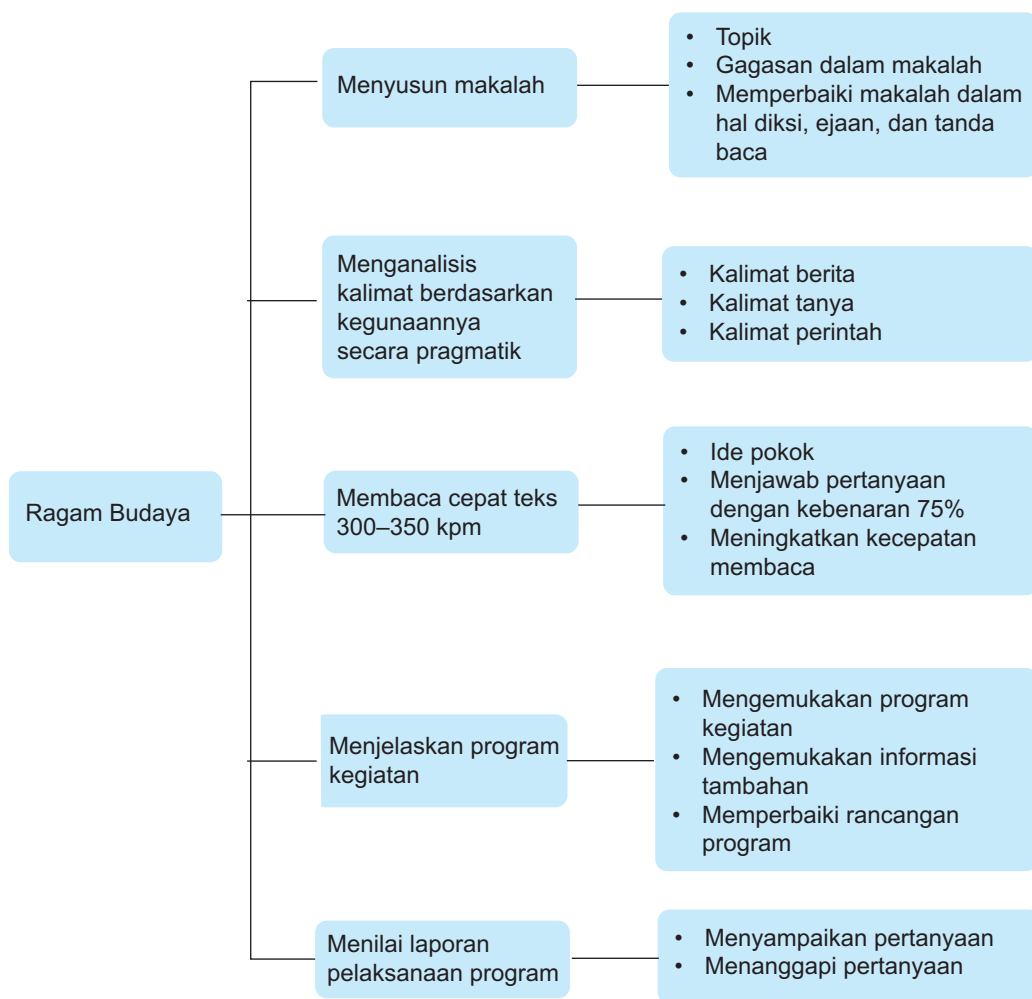 Ragam Budaya
Menyusun makalah
• Topik
• Gagasan dalam makalah
• Memperbaiki makalah dalam
hal diksi, ejaan, dan tanda
baca
Menganalisis
kalimat berdasarkan
kegunaannya
secara pragmatik
• Kalimat berita
• Kalimat tanya
• Kalimat perintah
Membaca cepat teks
300–350 kpm
• Ide pokok
• Menjawab pertanyaan
dengan kebenaran 75%
• Meningkatkan kecepatan
membaca
Menjelaskan program
kegiatan
• Mengemukakan program
kegiatan
• Mengemukakan informasi
tambahan
• Memperbaiki rancangan
program
Menilai laporan
pelaksanaan program
• Menyampaikan pertanyaan
• Menanggapi pertanyaan